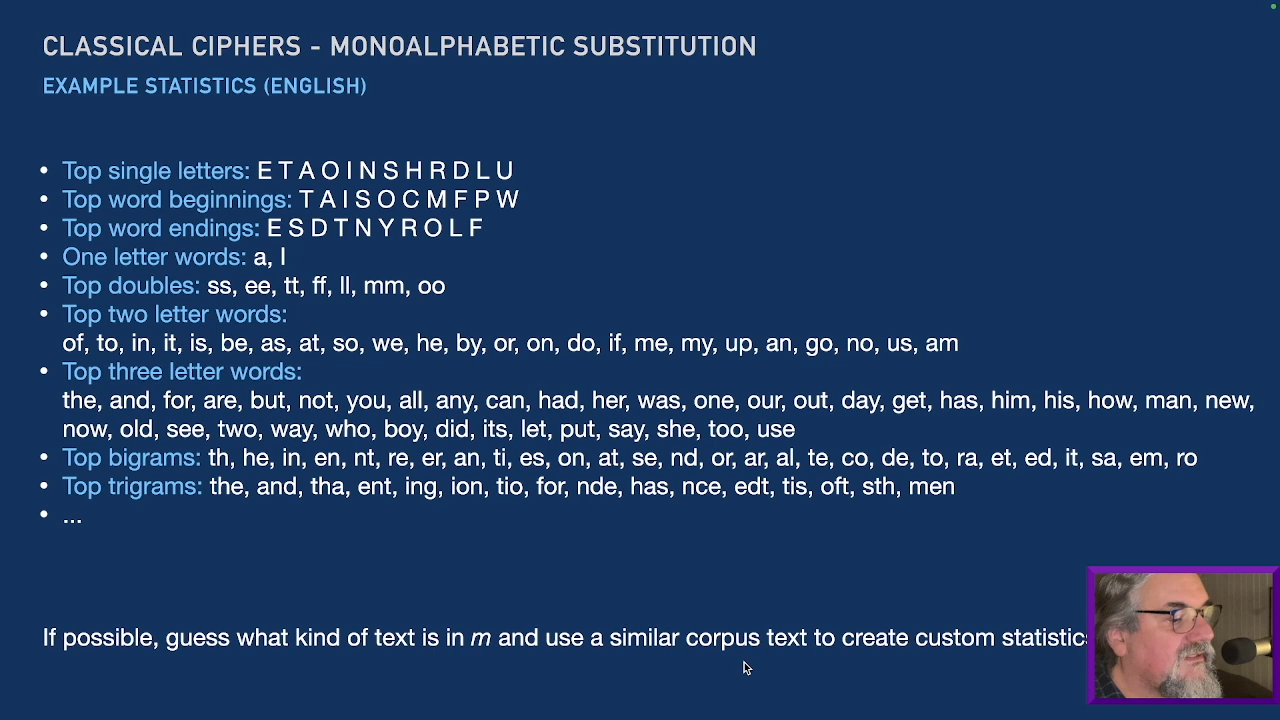 CLASSICAL CIPHERS - MONOALPHABETIC SUBSTITUTION
EXAMPLE STATISTICS (ENGLISH)
• Top single letters: E T A O I N S H R D L U
• Top word beginnings: T A I S O C M F P W
• Top word endings: E S D T N Y R O L F
• One letter words: a, I
• Top doubles: ss, ee, tt, ff, ll, mm, oo
• Top two letter words:
of, to, in, it, is, be, as, at, so, we, he, by, or, on, do, if, me, my, up, an, go, no, us, am
• Top three letter words:
the, and, for, are, but, not, you, all, any, can, had, her, was, one, our, out, day, get, has, him, his, how, man, new,
now, old, see, two, way, who, boy, did, its, let, put, say, she, too, use
• Top bigrams: th, he, in, en, nt, re, er, an, ti, es, on, at, se, nd, or, ar, al, te, co, de, to, ra, et, ed, it, sa, em, ro
• Top trigrams: the, and, tha, ent, ing, ion, tio, for, nde, has, nce, edt, tis, oft, sth, men
• ...
If possible, guess what kind of text is in m and use a similar corpus text to create custom statistics